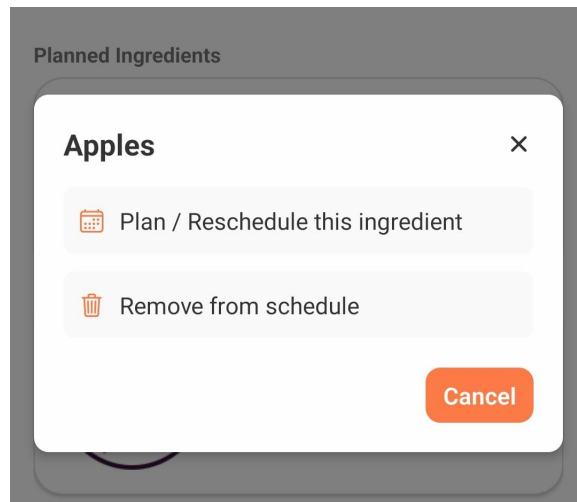 Planned Ingredients
Apples
Plan / Reschedule this ingredient
Remove from schedule
Cancel